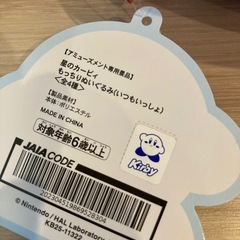 【アミューズメント専用景品】
星のカービィ
もっちりぬいぐるみ(いつもいっしょ)
<全4種>
【製品素材】
本体:ポリエステル
MADE IN CHINA
対象年齢6歳以上
Kirby
JAIA CODE
2023045198695283​04
© Nintendo / HAL Laboratory
KB25-11322